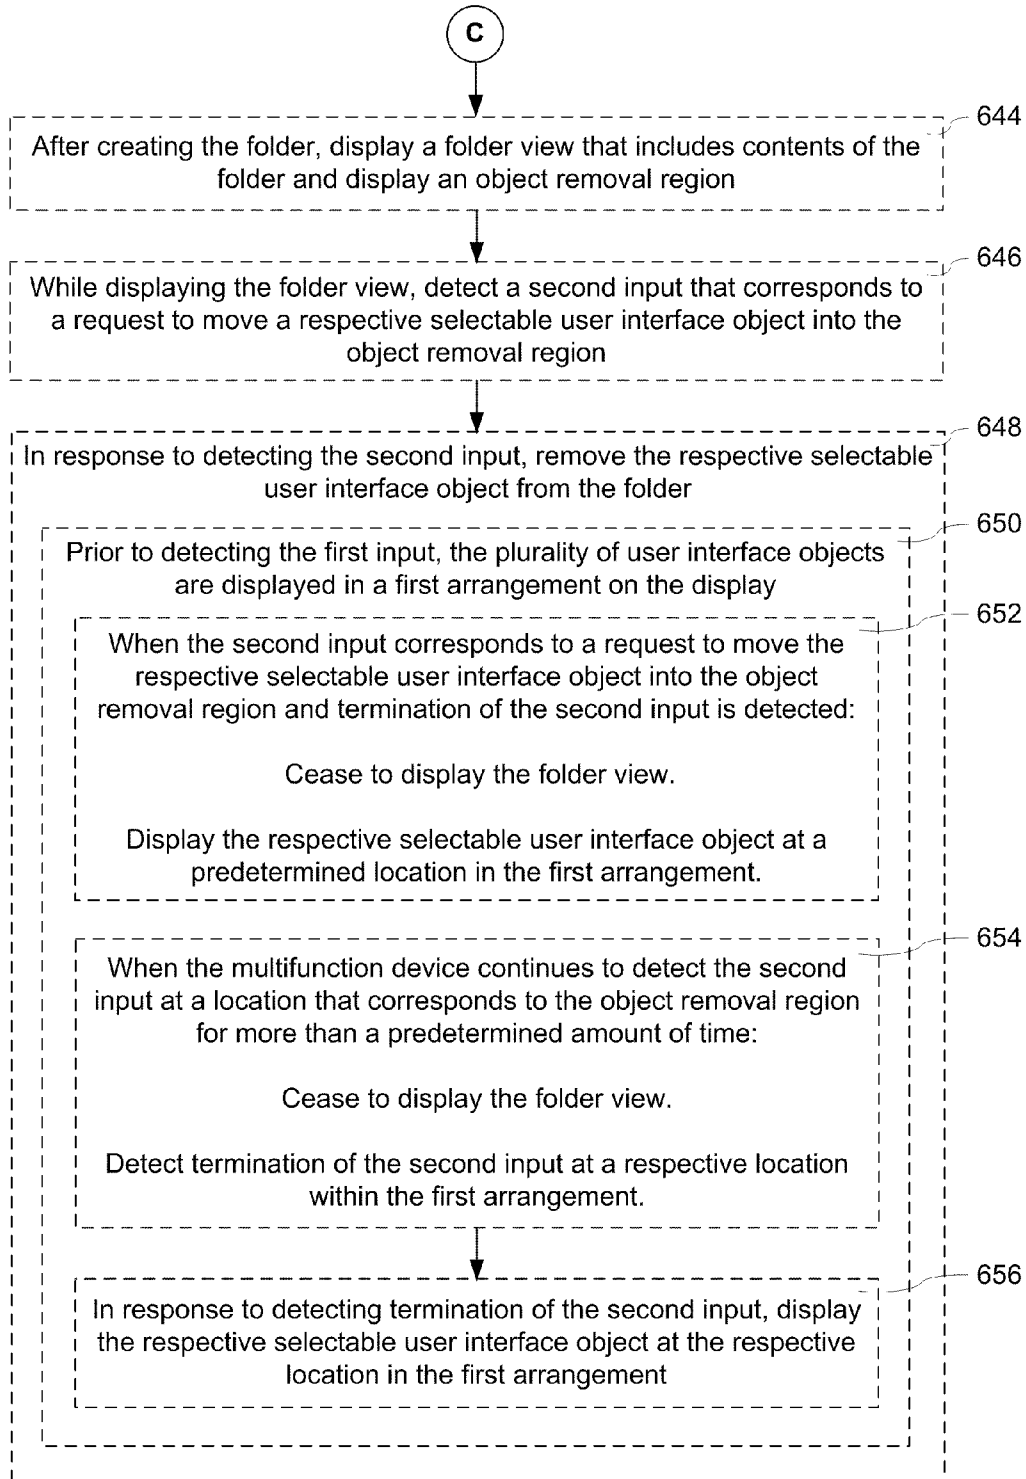 C
644
After creating the folder, display a folder view that includes contents of the
folder and display an object removal region
646
While displaying the folder view, detect a second input that corresponds to
a request to move a respective selectable user interface object into the
object removal region
648
In response to detecting the second input, remove the respective selectable
user interface object from the folder
650
Prior to detecting the first input, the plurality of user interface objects
are displayed in a first arrangement on the display
652
When the second input corresponds to a request to move the
respective selectable user interface object into the object
removal region and termination of the second input is detected:
Cease to display the folder view.
Display the respective selectable user interface object at a
predetermined location in the first arrangement.
654
When the multifunction device continues to detect the second
input at a location that corresponds to the object removal region
for more than a predetermined amount of time:
Cease to display the folder view.
Detect termination of the second input at a respective location
within the first arrangement.
656
In response to detecting termination of the second input, display
the respective selectable user interface object at the respective
location in the first arrangement